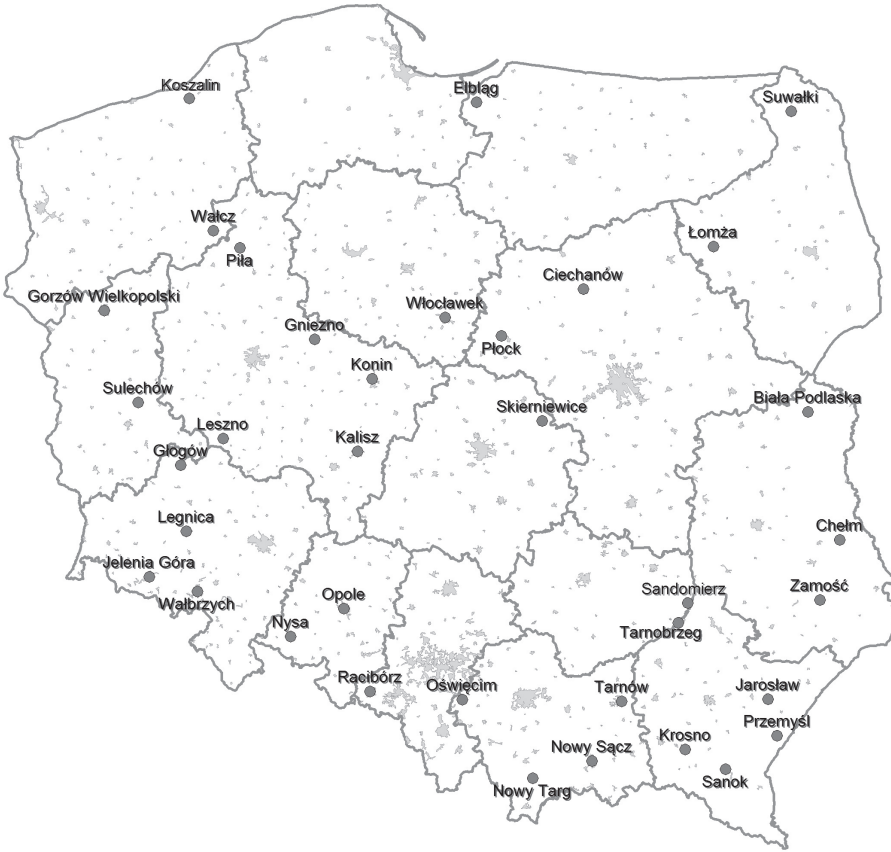 Koszalin
Elbląg
Suwałki
Wałcz
Łomża
Piła
Ciechanów
Gorzów Wielkopolski
Włocławek
Gniezno
Płock
Konin
Sulechów
Biała Podlaska
Skierniewice
Leszno
Kalisz
Głogów
Legnica
Chełm
Jelenia Góra
Zamość
Sandomierz
Opole
Wałbrzych
Nysa
Tarnobrzeg
Racibórz
Oświęcim
Tarnów
Jarosław
Przemyśl
Krosno
Nowy Sącz
Sanok
Nowy Targ